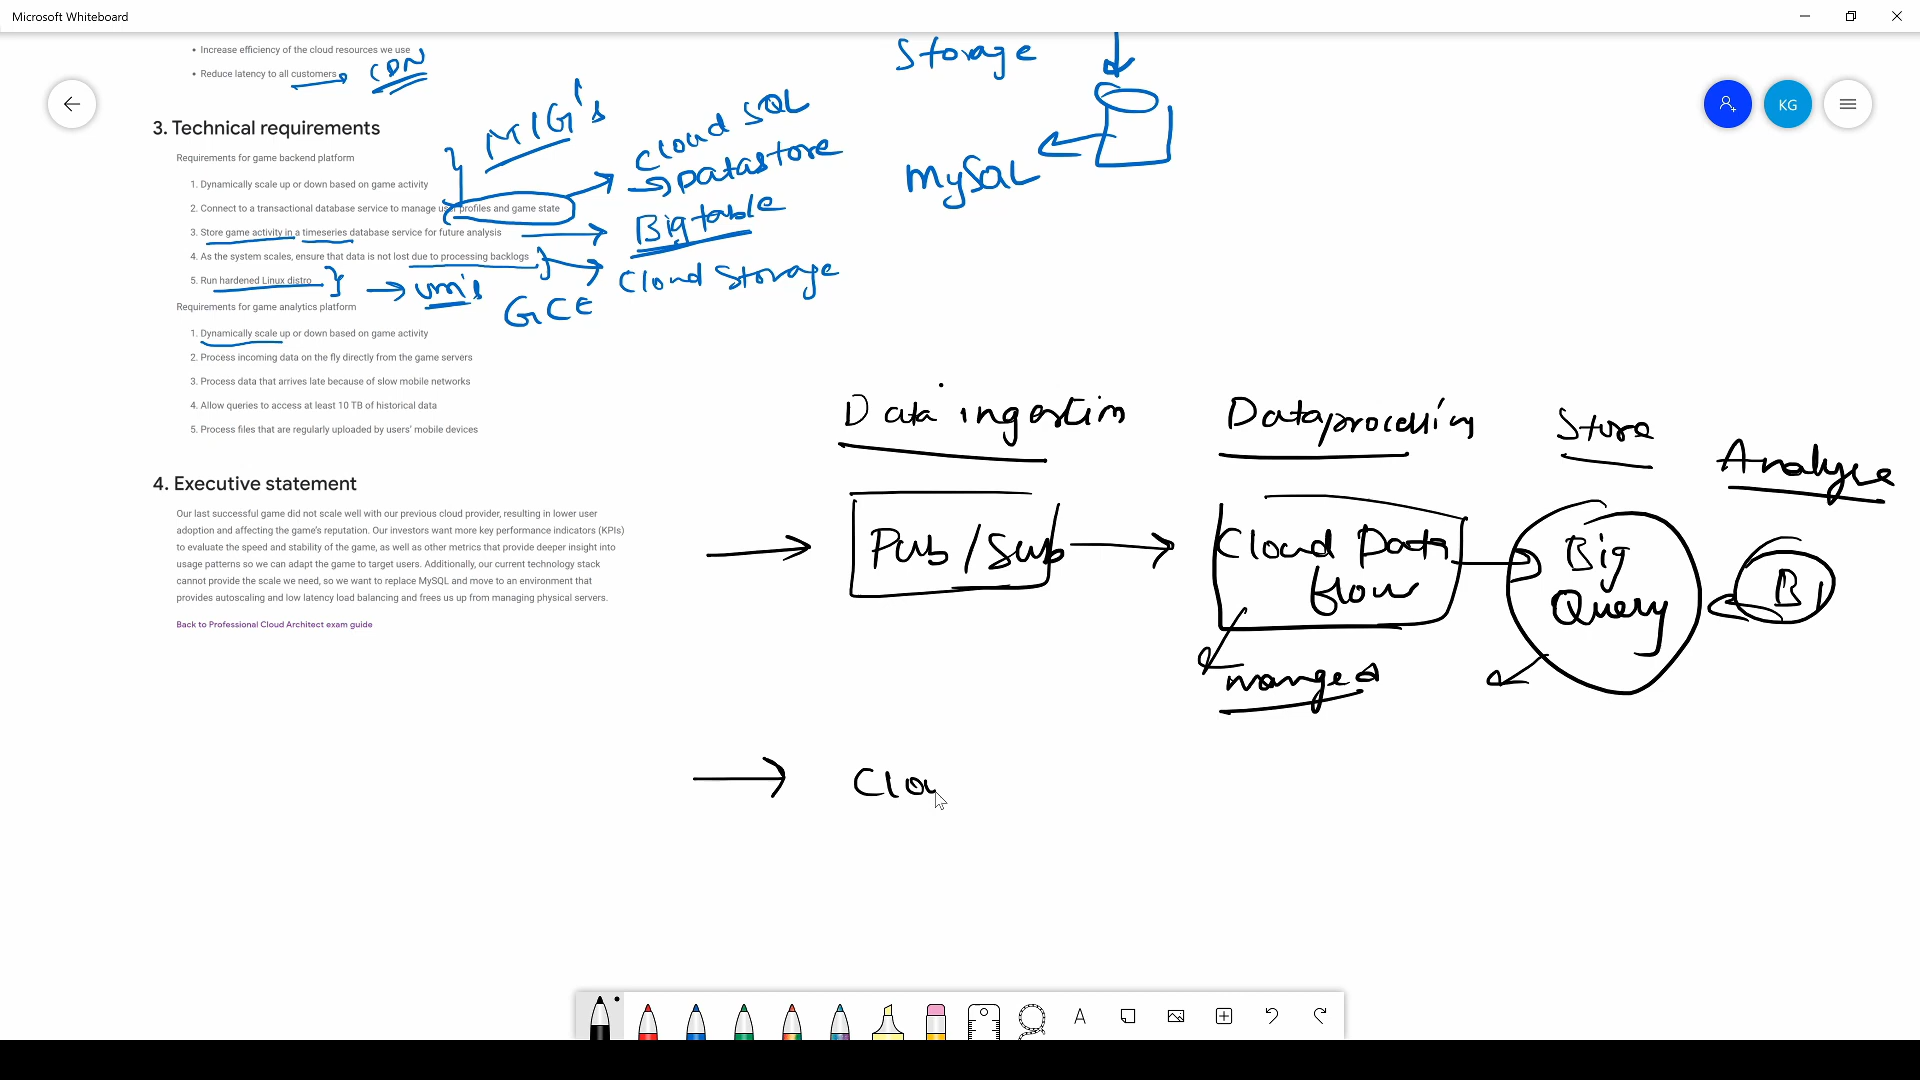 Microsoft Whiteboard
• Increase efficiency of the cloud resources we use
• Reduce latency to all customers
CDN
3. Technical requirements
Requirements for game backend platform
1. Dynamically scale up or down based on game activity
2. Connect to a transactional database service to manage user profiles and game state
3. Store game activity in a timeseries database service for future analysis
4. As the system scales, ensure that data is not lost due to processing backlogs
5. Run hardened Linux distro
Requirements for game analytics platform
1. Dynamically scale up or down based on game activity
2. Process incoming data on the fly directly from the game servers
3. Process data that arrives late because of slow mobile networks
4. Allow queries to access at least 10 TB of historical data
5. Process files that are regularly uploaded by users' mobile devices
4. Executive statement
Our last successful game did not scale well with our previous cloud provider, resulting in lower user
adoption and affecting the game's reputation. Our investors want more key performance indicators (KPIs)
to evaluate the speed and stability of the game, as well as other metrics that provide deeper insight into
usage patterns so we can adapt the game to target users. Additionally, our current technology stack
cannot provide the scale we need, so we want to replace MySQL and move to an environment that
provides autoscaling and low latency load balancing and frees us up from managing physical servers.
Back to Professional Cloud Architect exam guide
MIG's
Cloud SQL
Datastore
Bigtable
Cloud Storage
VM's
GCE
Storage
MySQL
KG
Data ingestion
Dataprocessing
Store
Analyse
Pub/Sub
Cloud Data
flow
Big
Query
BI
manged
Clou
A